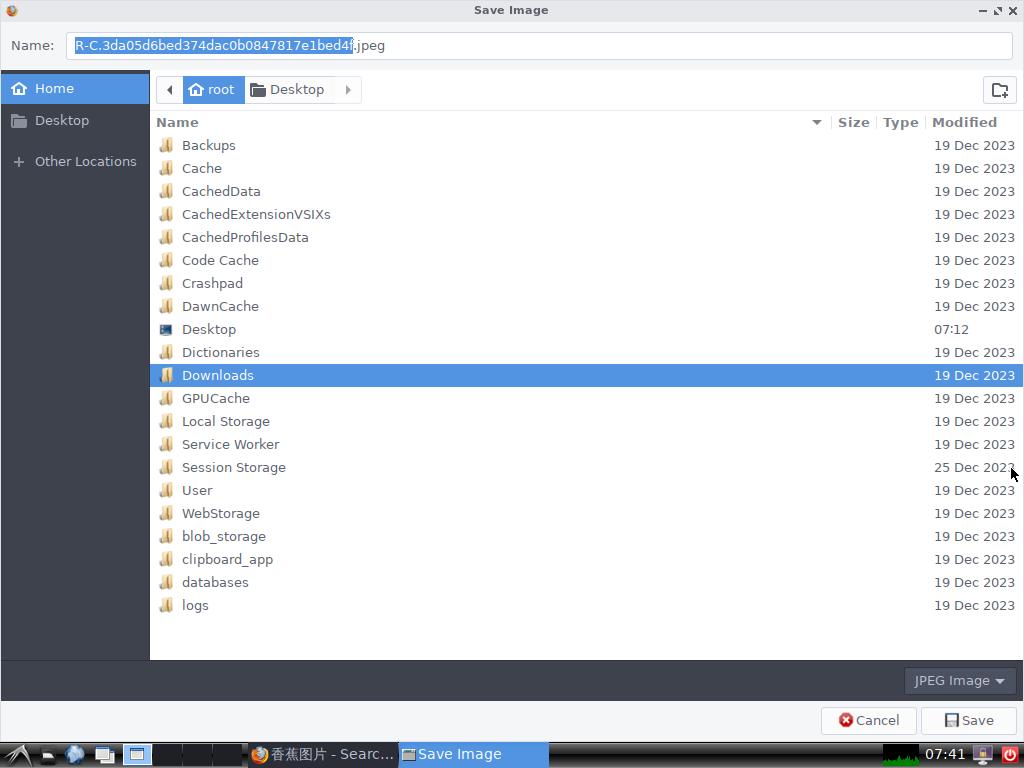 Save Image
Name: R-C.3da05d6bed374dac0b0847817e1bed4f.jpeg
Home
Desktop
Other Locations
root Desktop
Name Size Type Modified
Backups 19 Dec 2023
Cache 19 Dec 2023
CachedData 19 Dec 2023
CachedExtensionVSIXs 19 Dec 2023
CachedProfilesData 19 Dec 2023
Code Cache 19 Dec 2023
Crashpad 19 Dec 2023
DawnCache 19 Dec 2023
Desktop 07:12
Dictionaries 19 Dec 2023
Downloads 19 Dec 2023
GPUCache 19 Dec 2023
Local Storage 19 Dec 2023
Service Worker 19 Dec 2023
Session Storage 25 Dec 2023
User 19 Dec 2023
WebStorage 19 Dec 2023
blob_storage 19 Dec 2023
clipboard_app 19 Dec 2023
databases 19 Dec 2023
logs 19 Dec 2023
JPEG Image
Cancel Save
香蕉图片 - Searc... Save Image 07:41